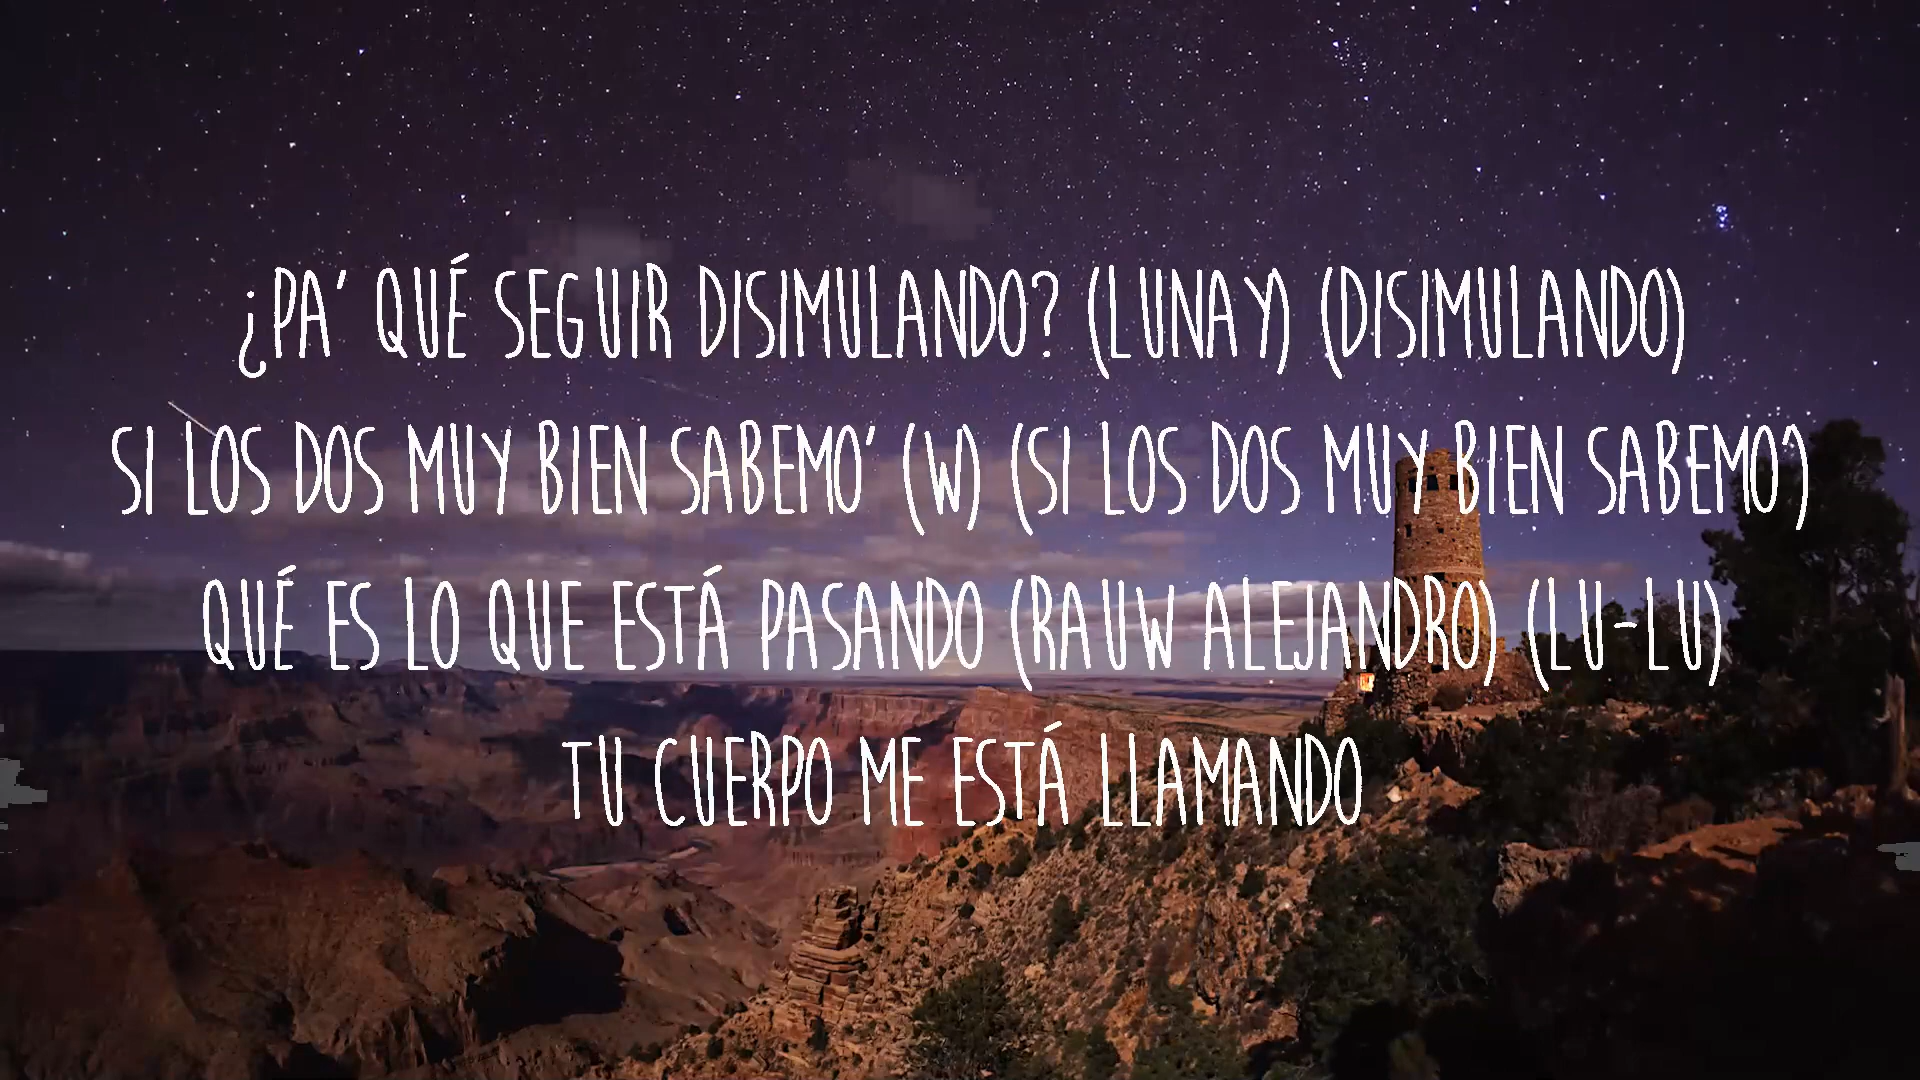 ¿PA' QUÉ SEGUIR DISIMULANDO? (LUNAY) (DISIMULANDO)
SI LOS DOS MUY BIEN SABEMO' (W) (SI LOS DOS MUY BIEN SABEMO')
QUÉ ES LO QUE ESTÁ PASANDO (RAUW ALEJANDRO) (LU-LU)
TU CUERPO ME ESTÁ LLAMANDO